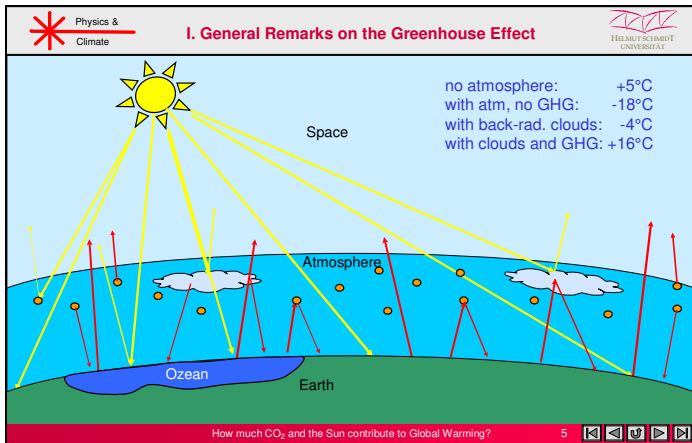 Physics &
Climate
I. General Remarks on the Greenhouse Effect
HELMUT SCHMIDT
UNIVERSITÄT
no atmosphere: +5°C
with atm, no GHG: -18°C
with back-rad. clouds: -4°C
with clouds and GHG: +16°C
Space
Atmosphere
Ozean
Earth
How much CO₂ and the Sun contribute to Global Warming? 5